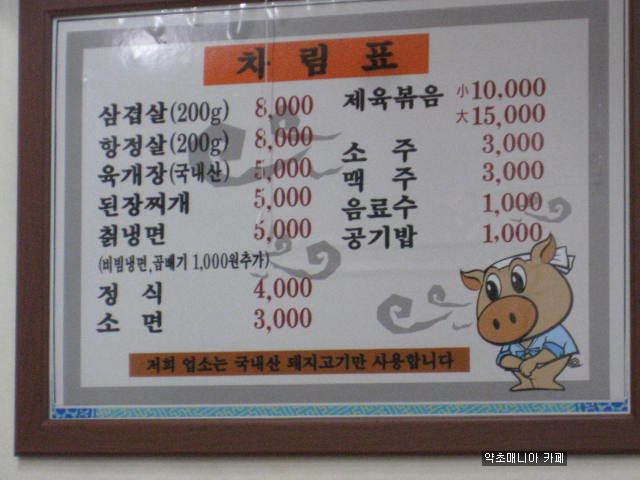 차림표
삼겹살(200g) 8,000
항정살(200g) 8,000
육개장(국내산) 5,000
된장찌개 5,000
칡냉면 5,000
(비빔냉면,곱빼기 1,000원추가)
정식 4,000
소면 3,000
제육볶음 小 10,000
大 15,000
소주 3,000
맥주 3,000
음료수 1,000
공기밥 1,000
저희 업소는 국내산 돼지고기만 사용합니다
약초매니아 카페